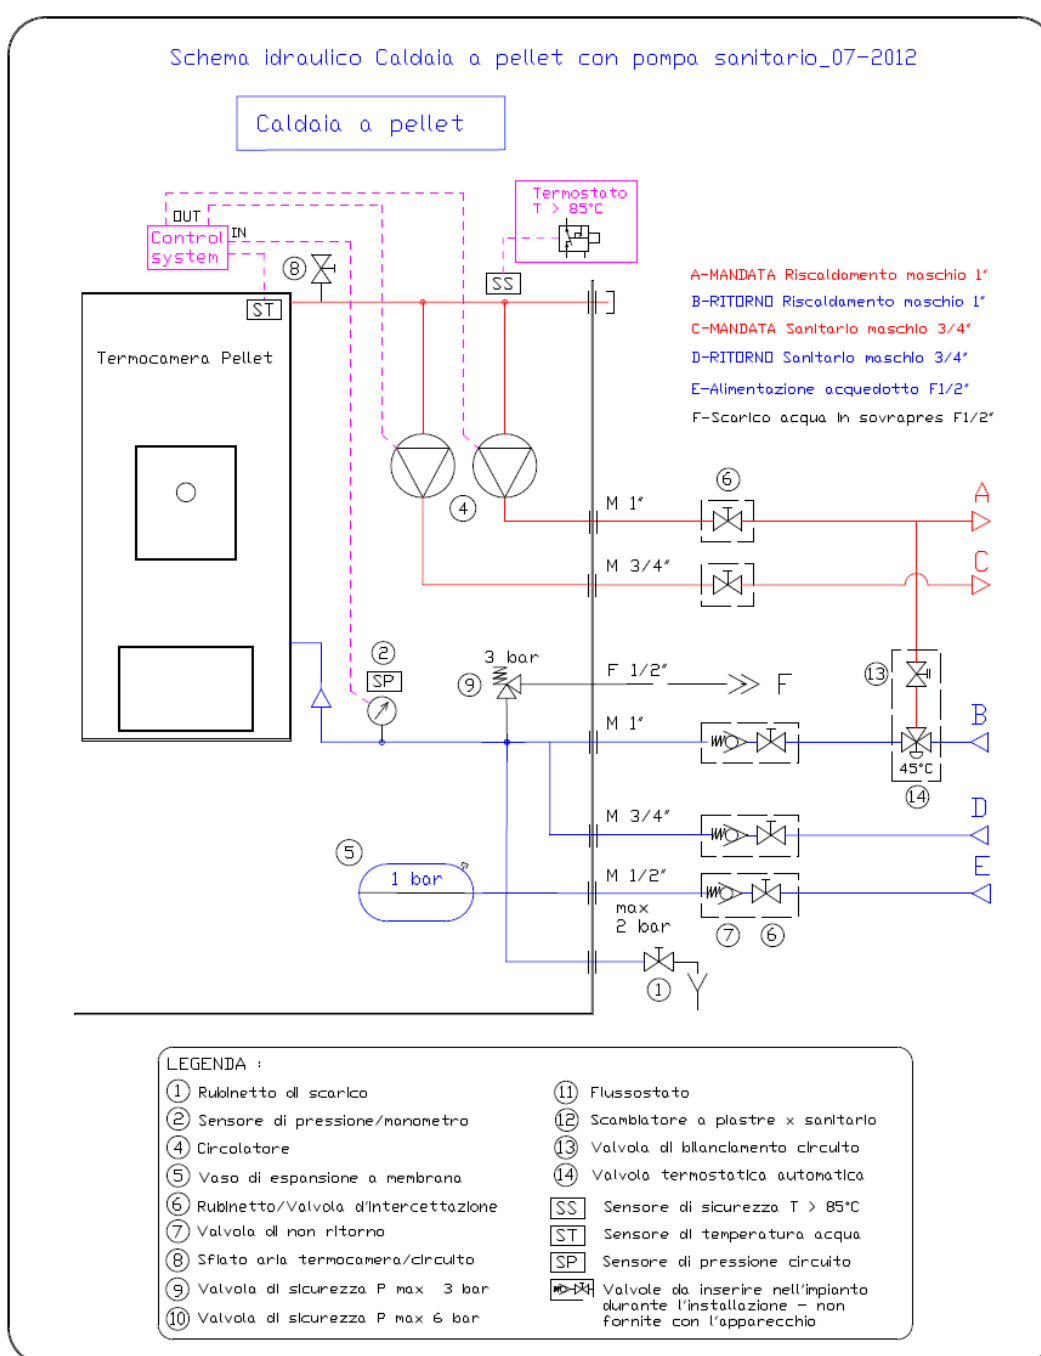 Schema idraulico Caldaia a pellet con pompa sanitario_07-2012
Caldaia a pellet
Termostato
T > 85°C
OUT
IN
Control
system
8
SS
ST
A-MANDATA Riscaldamento maschio 1"
B-RITORNO Riscaldamento maschio 1"
C-MANDATA Sanitario maschio 3/4"
D-RITORNO Sanitario maschio 3/4"
E-Alimentazione acquedotto F1/2"
F-Scarico acqua in sovrapres F1/2"
Termocamera Pellet
4
6
M 1"
A
M 3/4"
C
2
SP
3 bar
9
F 1/2"
F
13
M 1"
B
45°C
14
M 3/4"
D
5
1 bar
M 1/2"
E
max
2 bar
7
6
1
LEGENDA :
1 Rubinetto di scarico
2 Sensore di pressione/manometro
4 Circolatore
5 Vaso di espansione a membrana
6 Rubinetto/Valvola d'intercettazione
7 Valvola di non ritorno
8 Sfiato aria termocamera/circuito
9 Valvola di sicurezza P max 3 bar
10 Valvola di sicurezza P max 6 bar
11 Flussostato
12 Scambiatore a piastre x sanitario
13 Valvola di bilanciamento circuito
14 Valvola termostatica automatica
SS Sensore di sicurezza T > 85°C
ST Sensore di temperatura acqua
SP Sensore di pressione circuito
Valvole da inserire nell'impianto
durante l'installazione - non
fornite con l'apparecchio